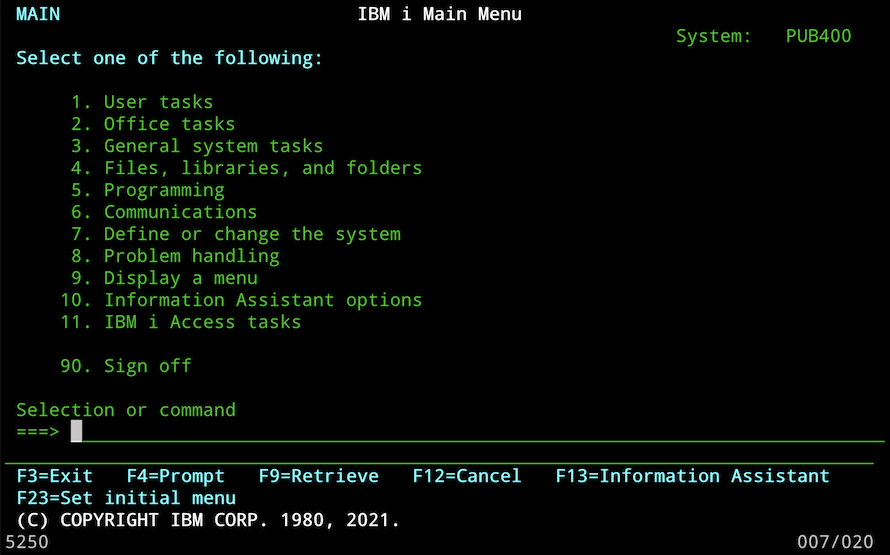 MAIN IBM i Main Menu
System: PUB400
Select one of the following:
1. User tasks
2. Office tasks
3. General system tasks
4. Files, libraries, and folders
5. Programming
6. Communications
7. Define or change the system
8. Problem handling
9. Display a menu
10. Information Assistant options
11. IBM i Access tasks
90. Sign off
Selection or command
===>
F3=Exit F4=Prompt F9=Retrieve F12=Cancel F13=Information Assistant
F23=Set initial menu
(C) COPYRIGHT IBM CORP. 1980, 2021.
5250 007/020